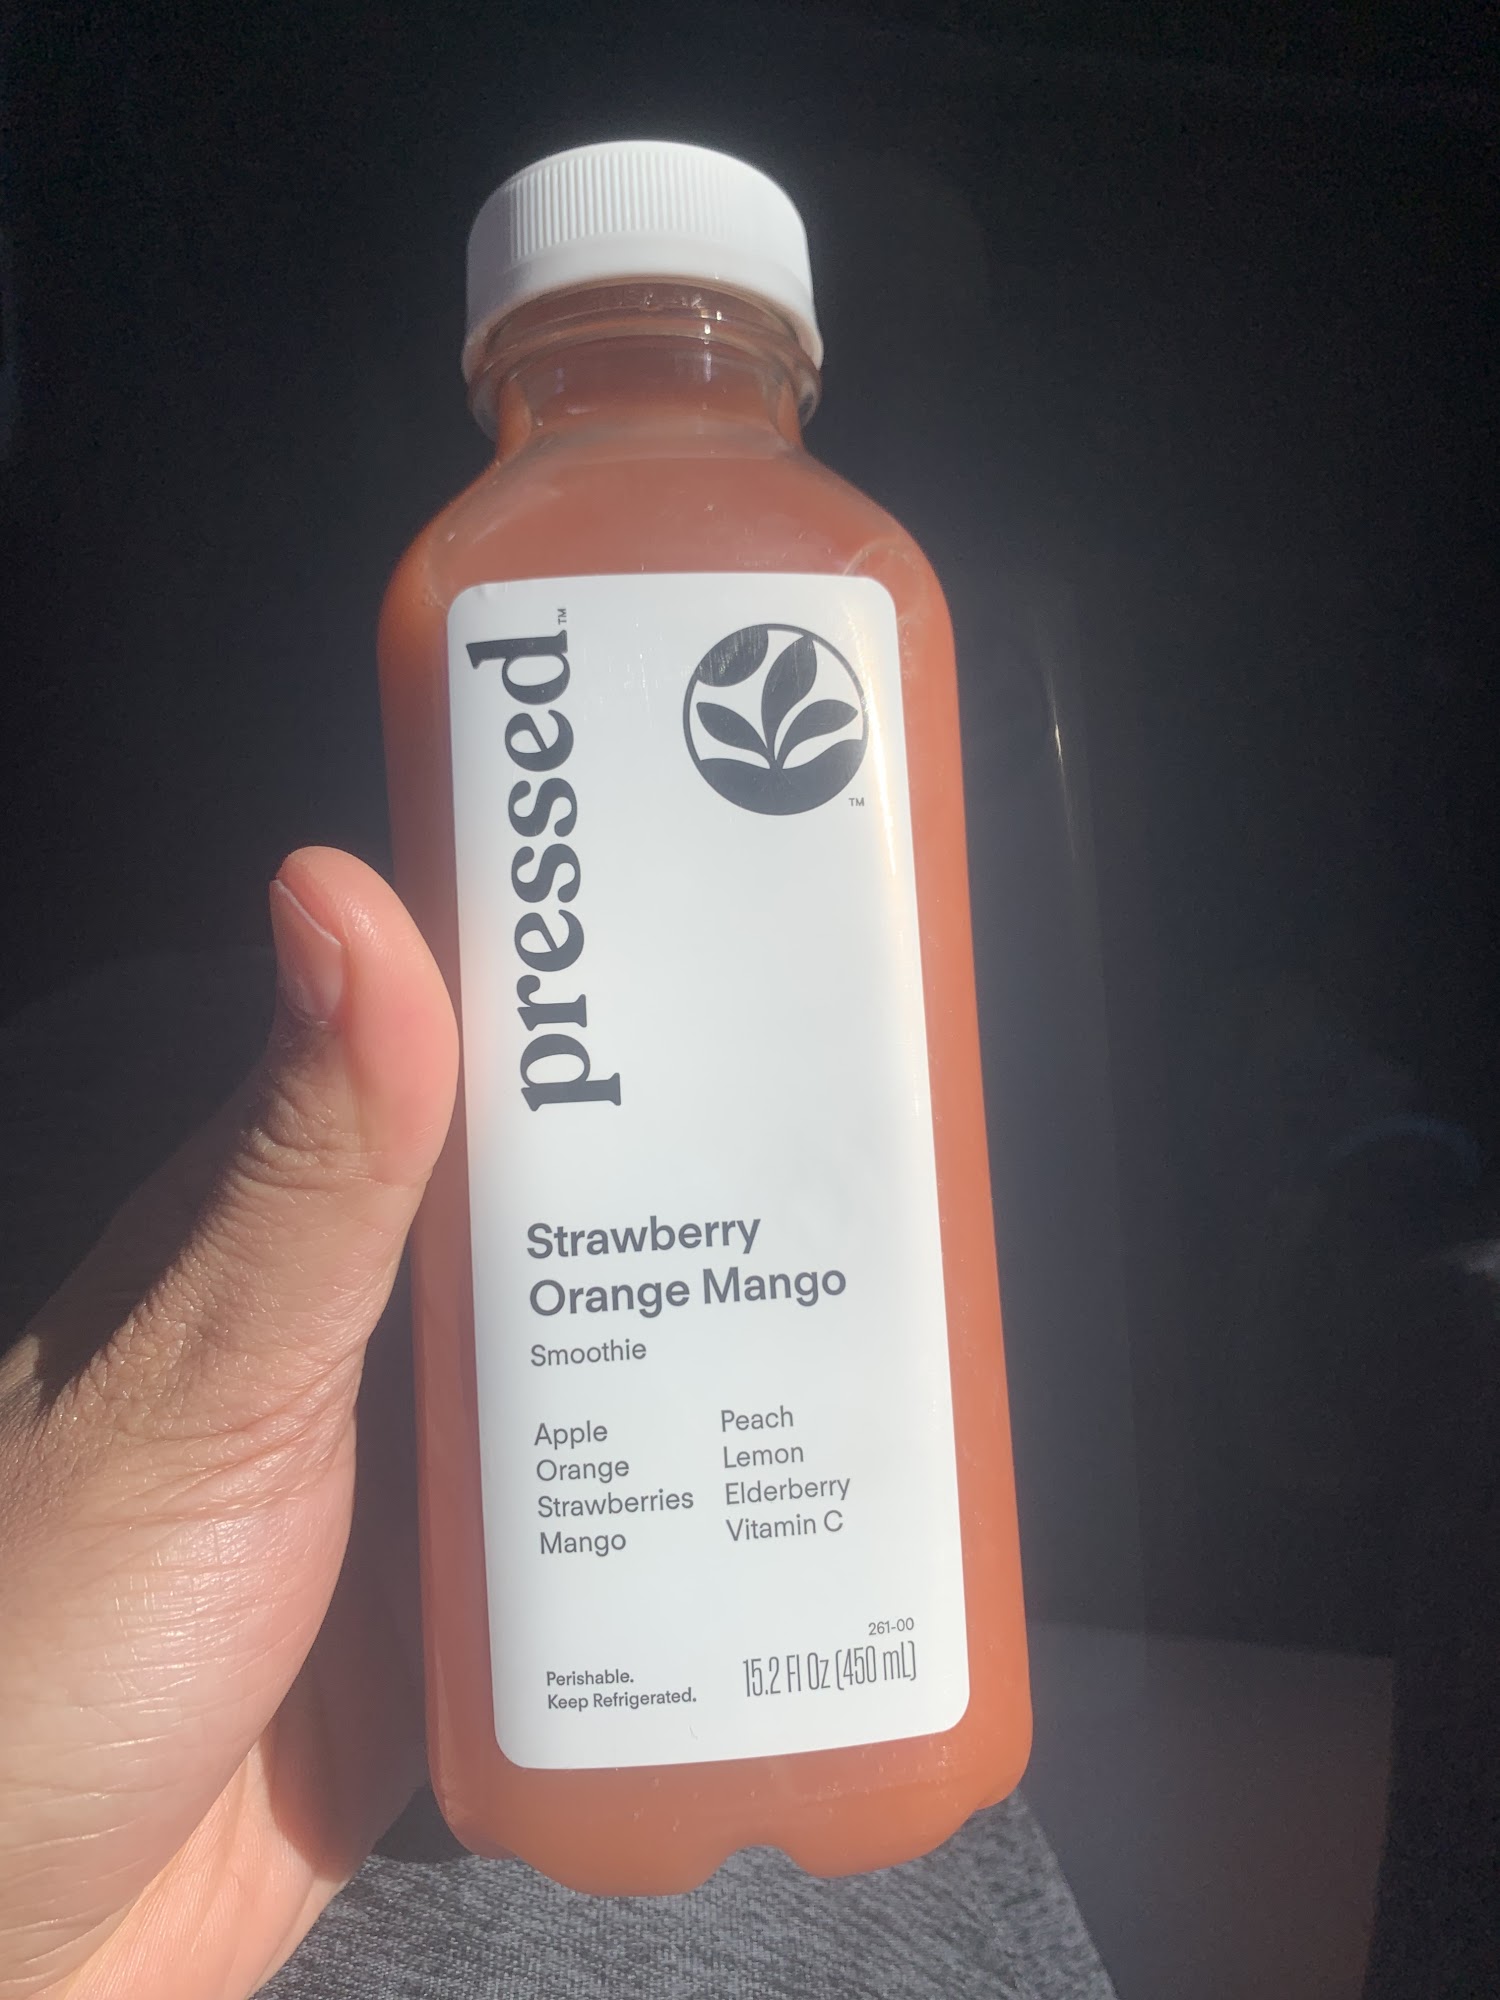 pressed™
™
Strawberry
Orange Mango
Smoothie
Apple
Orange
Strawberries
Mango
Peach
Lemon
Elderberry
Vitamin C
261-00
Perishable.
Keep Refrigerated.
15.2 Fl Oz (450 mL)